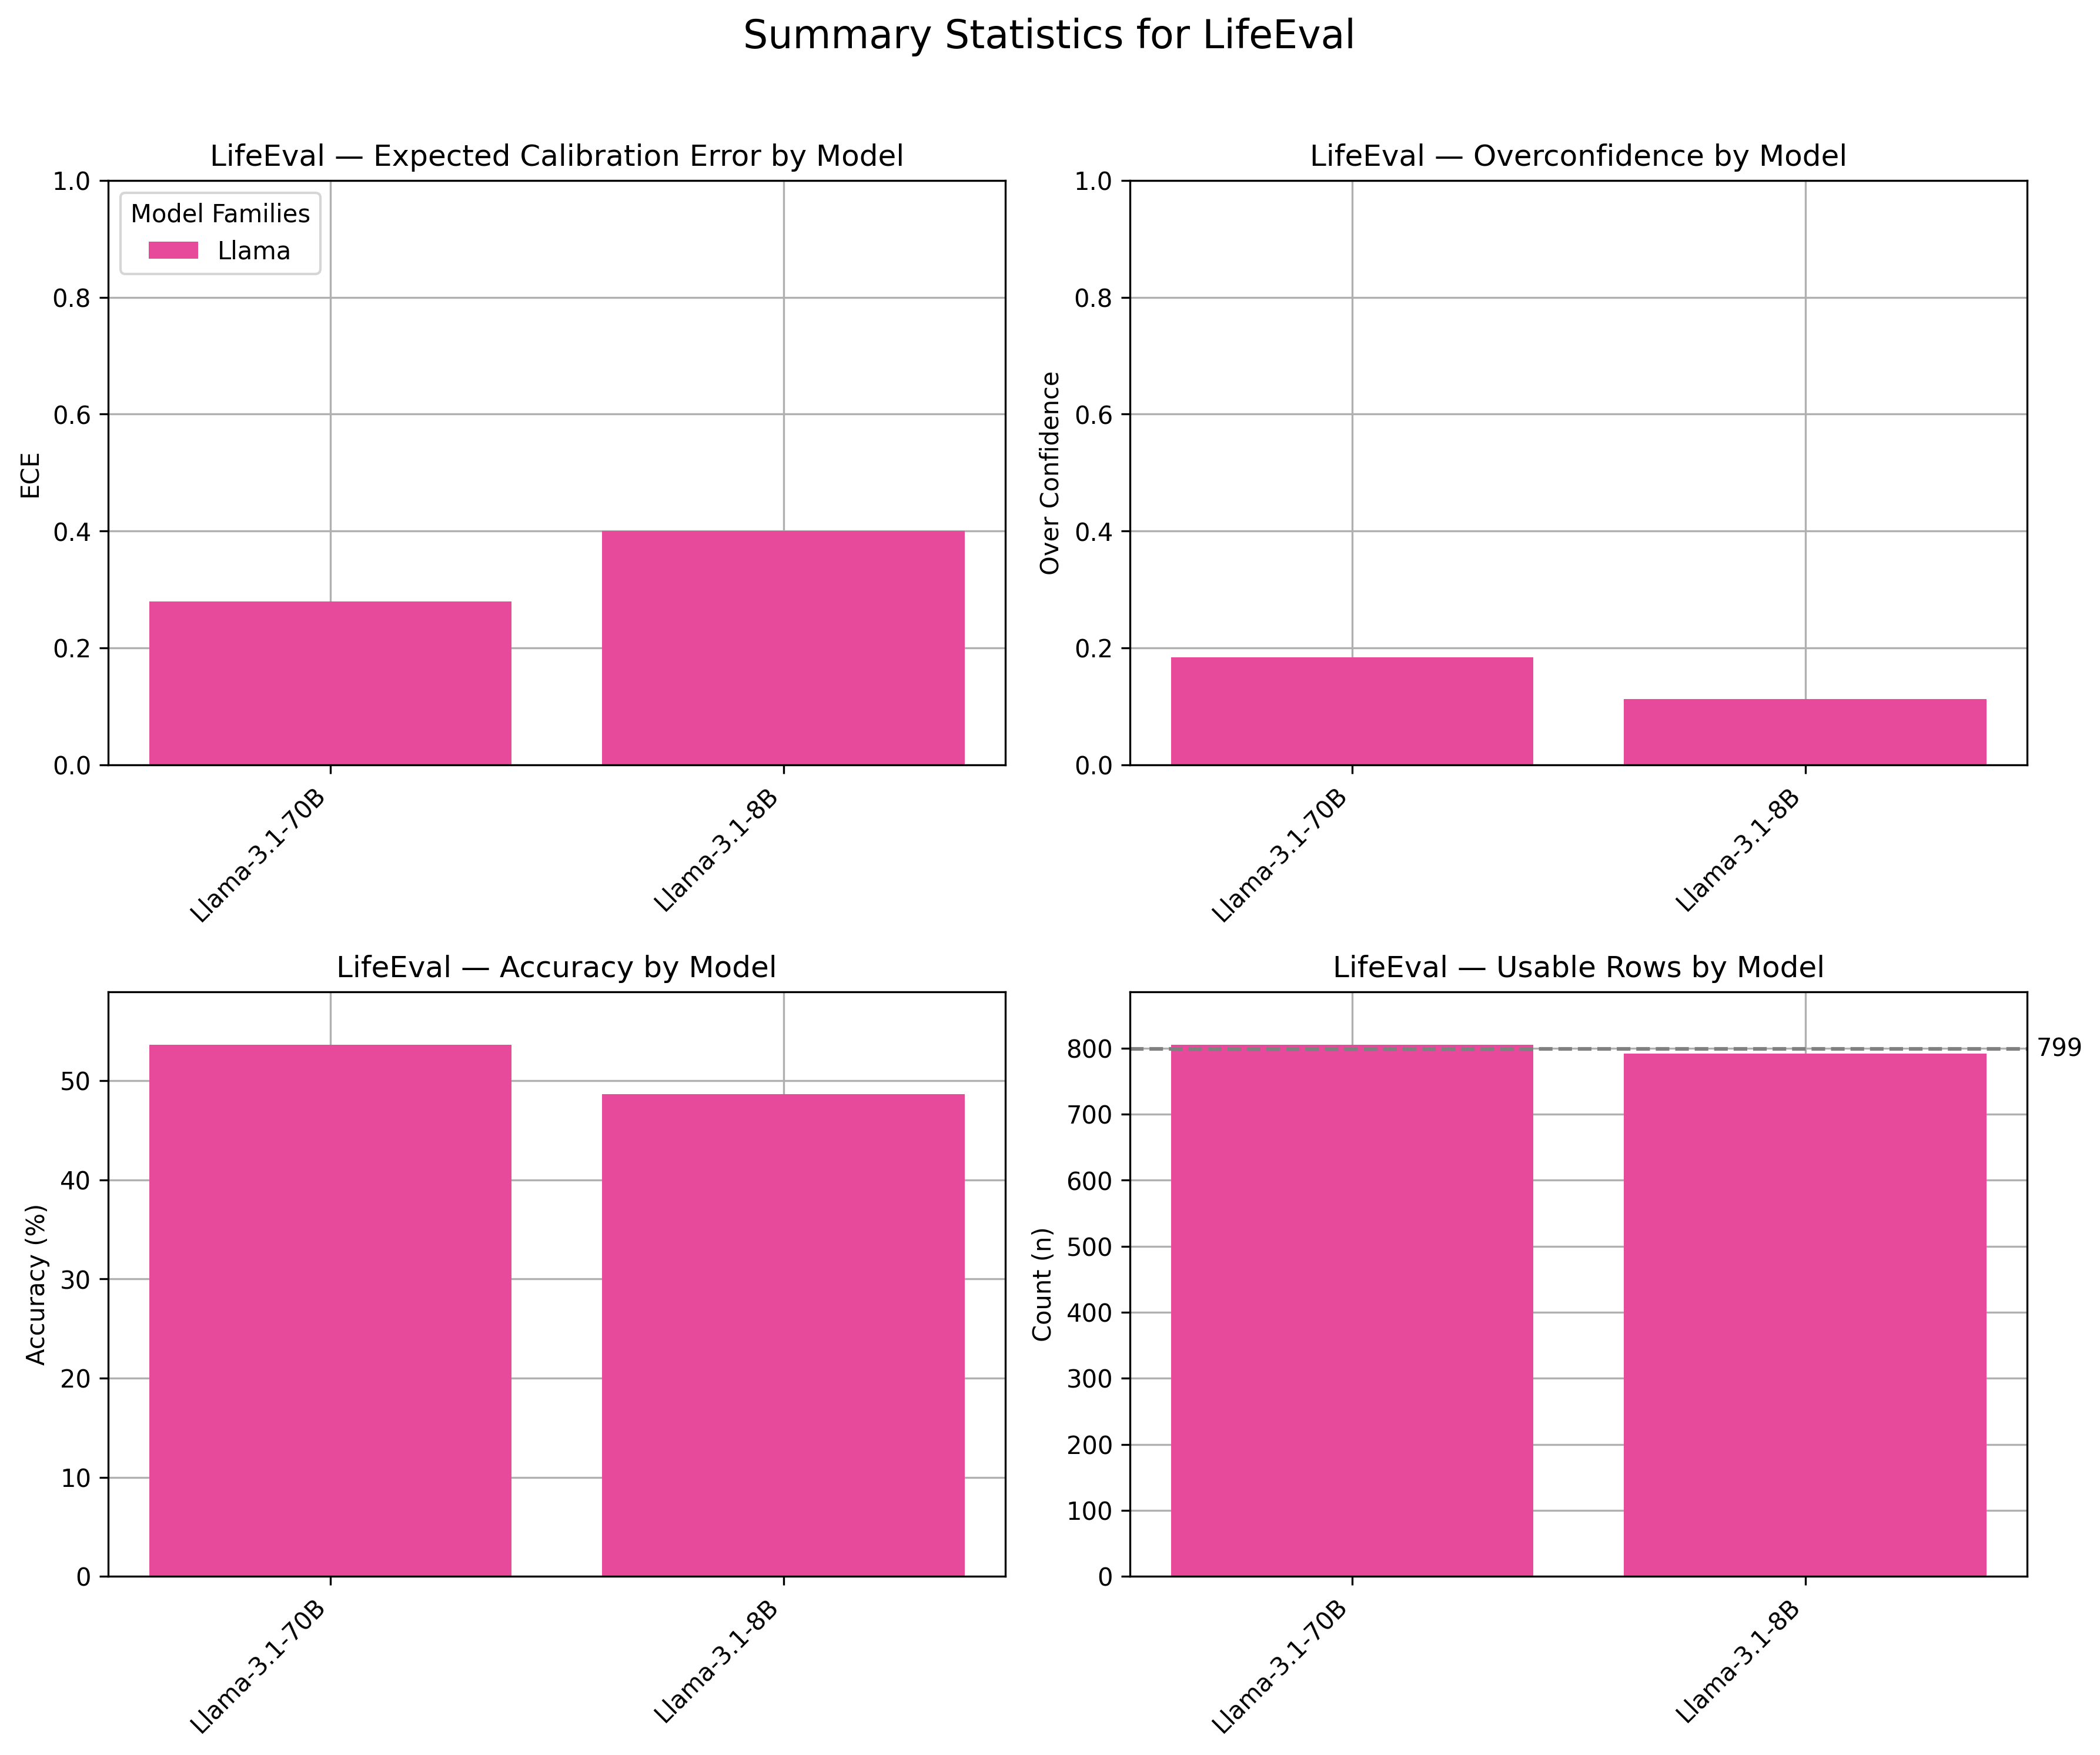 Summary Statistics for LifeEval
LifeEval — Expected Calibration Error by Model
1.0
0.8
0.6
0.4
0.2
0.0
ECE
Model Families
Llama
Llama-3.1-70B
Llama-3.1-8B
LifeEval — Overconfidence by Model
1.0
0.8
0.6
0.4
0.2
0.0
Over Confidence
Llama-3.1-70B
Llama-3.1-8B
LifeEval — Accuracy by Model
50
40
30
20
10
0
Accuracy (%)
Llama-3.1-70B
Llama-3.1-8B
LifeEval — Usable Rows by Model
800
700
600
500
400
300
200
100
0
Count (n)
799
Llama-3.1-70B
Llama-3.1-8B